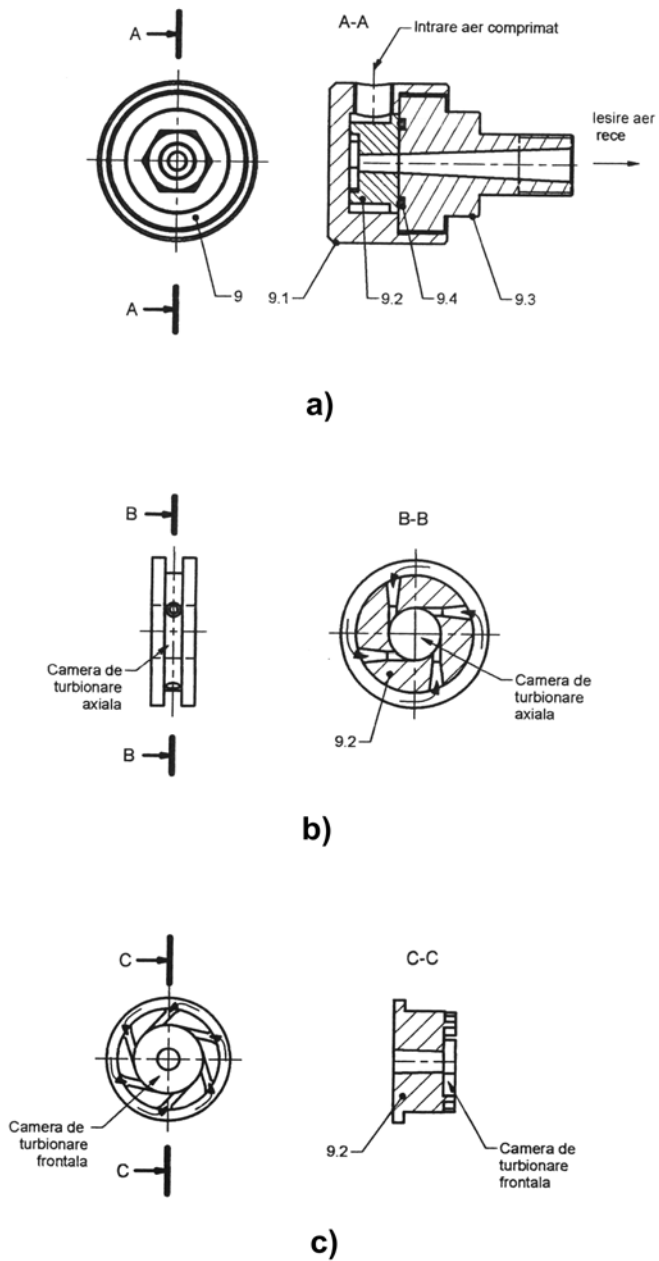 A
A-A
Intrare aer comprimat
Iesire aer
rece
A
9
9.1
9.2
9.4
9.3
a)
B
B-B
Camera de
turbionare
axiala
Camera de
turbionare
axiala
B
9.2
b)
C
C-C
Camera de
turbionare
frontala
9.2
Camera de
turbionare
frontala
C
c)